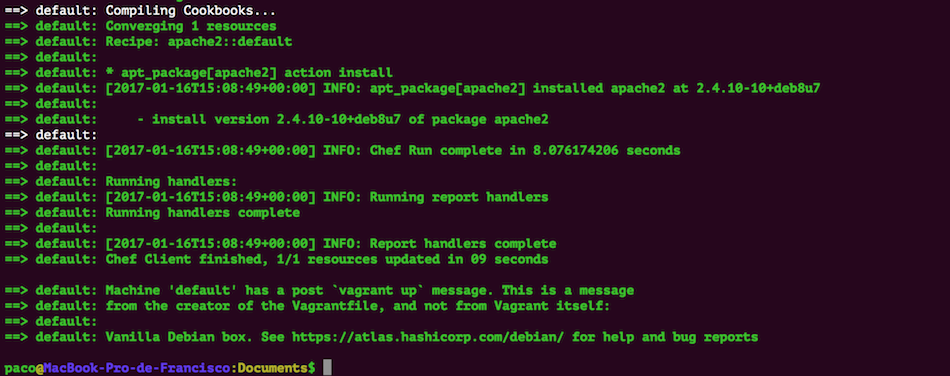 ==> default: Compiling Cookbooks...
==> default: Converging 1 resources
==> default: Recipe: apache2::default
==> default:
==> default: * apt_package[apache2] action install
==> default: [2017-01-16T15:08:49+00:00] INFO: apt_package[apache2] installed apache2 at 2.4.10-10+deb8u7
==> default:
==> default:     - install version 2.4.10-10+deb8u7 of package apache2
==> default:
==> default: [2017-01-16T15:08:49+00:00] INFO: Chef Run complete in 8.076174206 seconds
==> default:
==> default: Running handlers:
==> default: [2017-01-16T15:08:49+00:00] INFO: Running report handlers
==> default: Running handlers complete
==> default:
==> default: [2017-01-16T15:08:49+00:00] INFO: Report handlers complete
==> default: Chef Client finished, 1/1 resources updated in 09 seconds
==> default: Machine 'default' has a post `vagrant up` message. This is a message
==> default: from the creator of the Vagrantfile, and not from Vagrant itself:
==> default:
==> default: Vanilla Debian box. See https://atlas.hashicorp.com/debian/ for help and bug reports
paco@MacBook-Pro-de-Francisco:Documents$